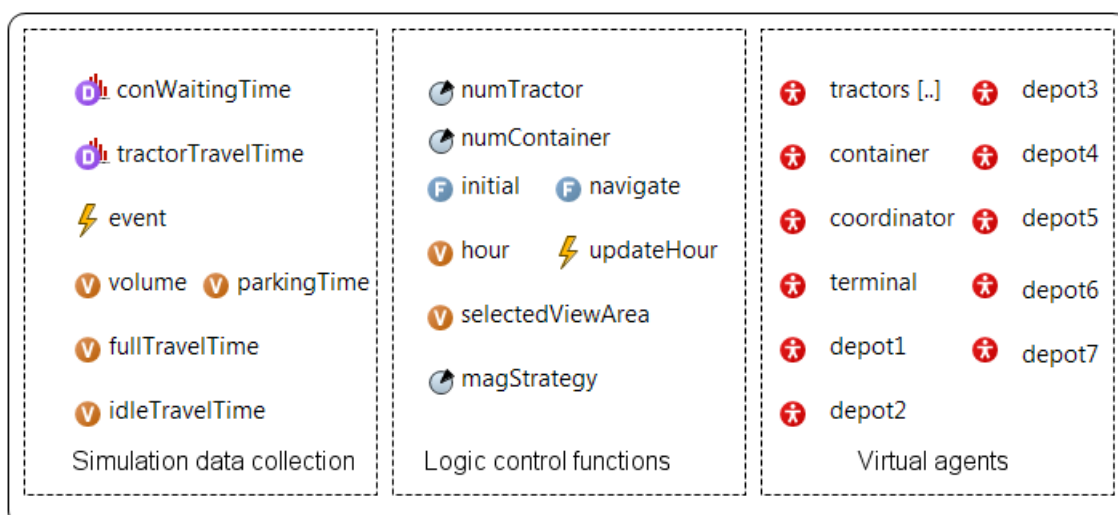 conWaitingTime
tractorTravelTime
event
volume parkingTime
fullTravelTime
idleTravelTime
Simulation data collection
numTractor
numContainer
initial navigate
hour updateHour
selectedViewArea
magStrategy
Logic control functions
tractors [..] depot3
container depot4
coordinator depot5
terminal depot6
depot1 depot7
depot2
Virtual agents